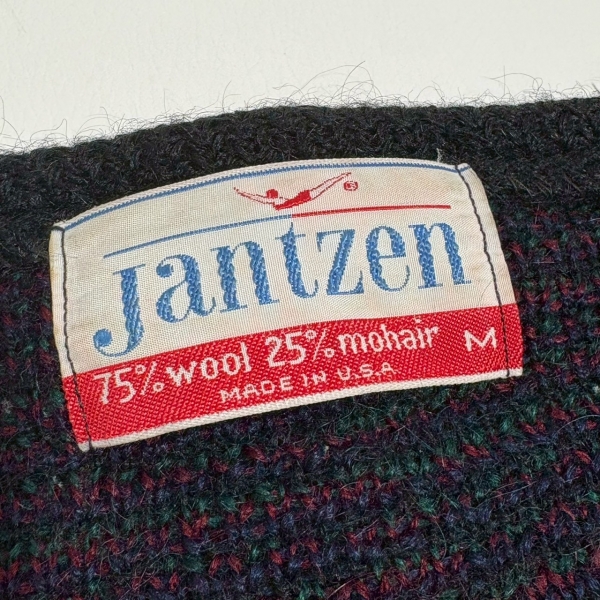 Jantzen
75% wool 25% mohair M
MADE IN U.S.A.